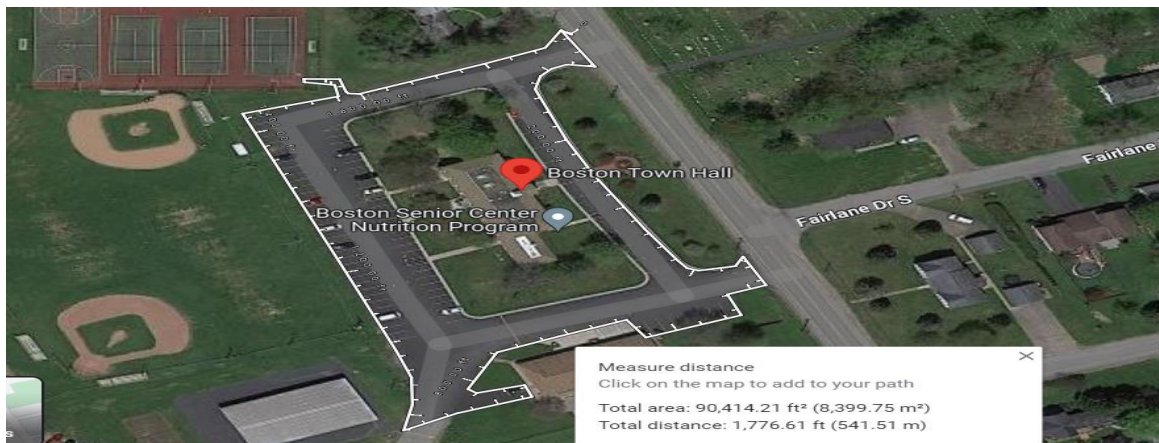 Boston Town Hall
Boston Senior Center
Nutrition Program
Fairlane
Fairlane Dr S
Measure distance
Click on the map to add to your path
Total area: 90,414.21 ft² (8,399.75 m²)
Total distance: 1,776.61 ft (541.51 m)